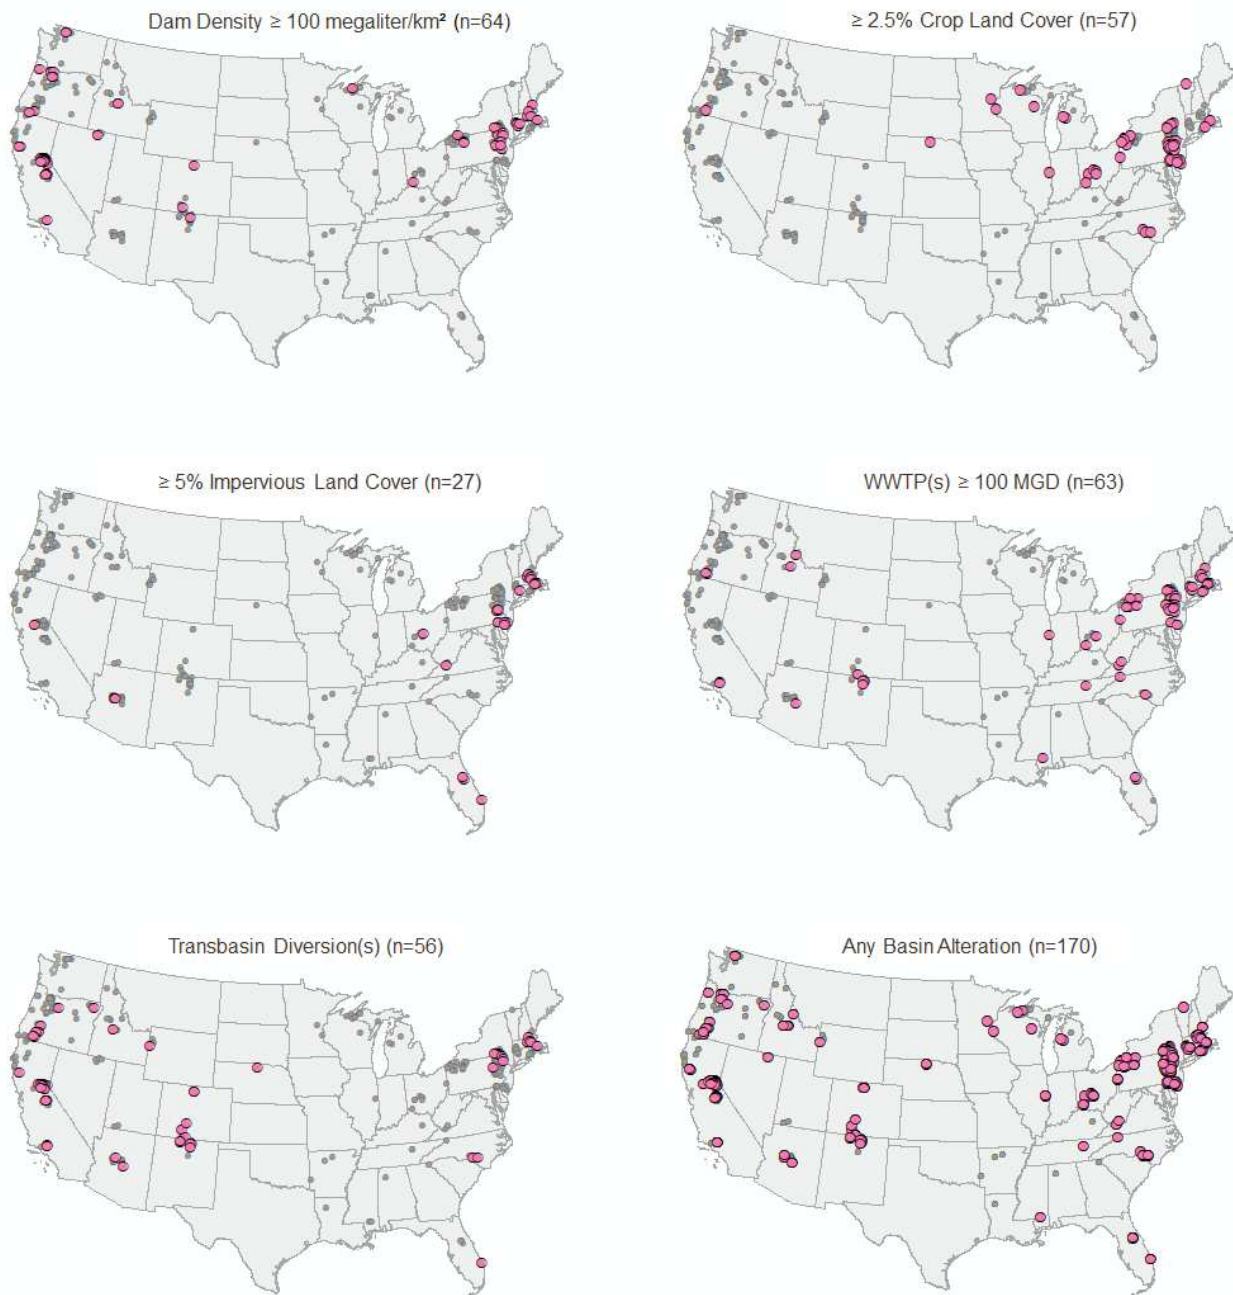 Dam Density ≥ 100 megaliter/km² (n=64)
≥ 2.5% Crop Land Cover (n=57)
≥ 5% Impervious Land Cover (n=27)
WWTP(s) ≥ 100 MGD (n=63)
Transbasin Diversion(s) (n=56)
Any Basin Alteration (n=170)